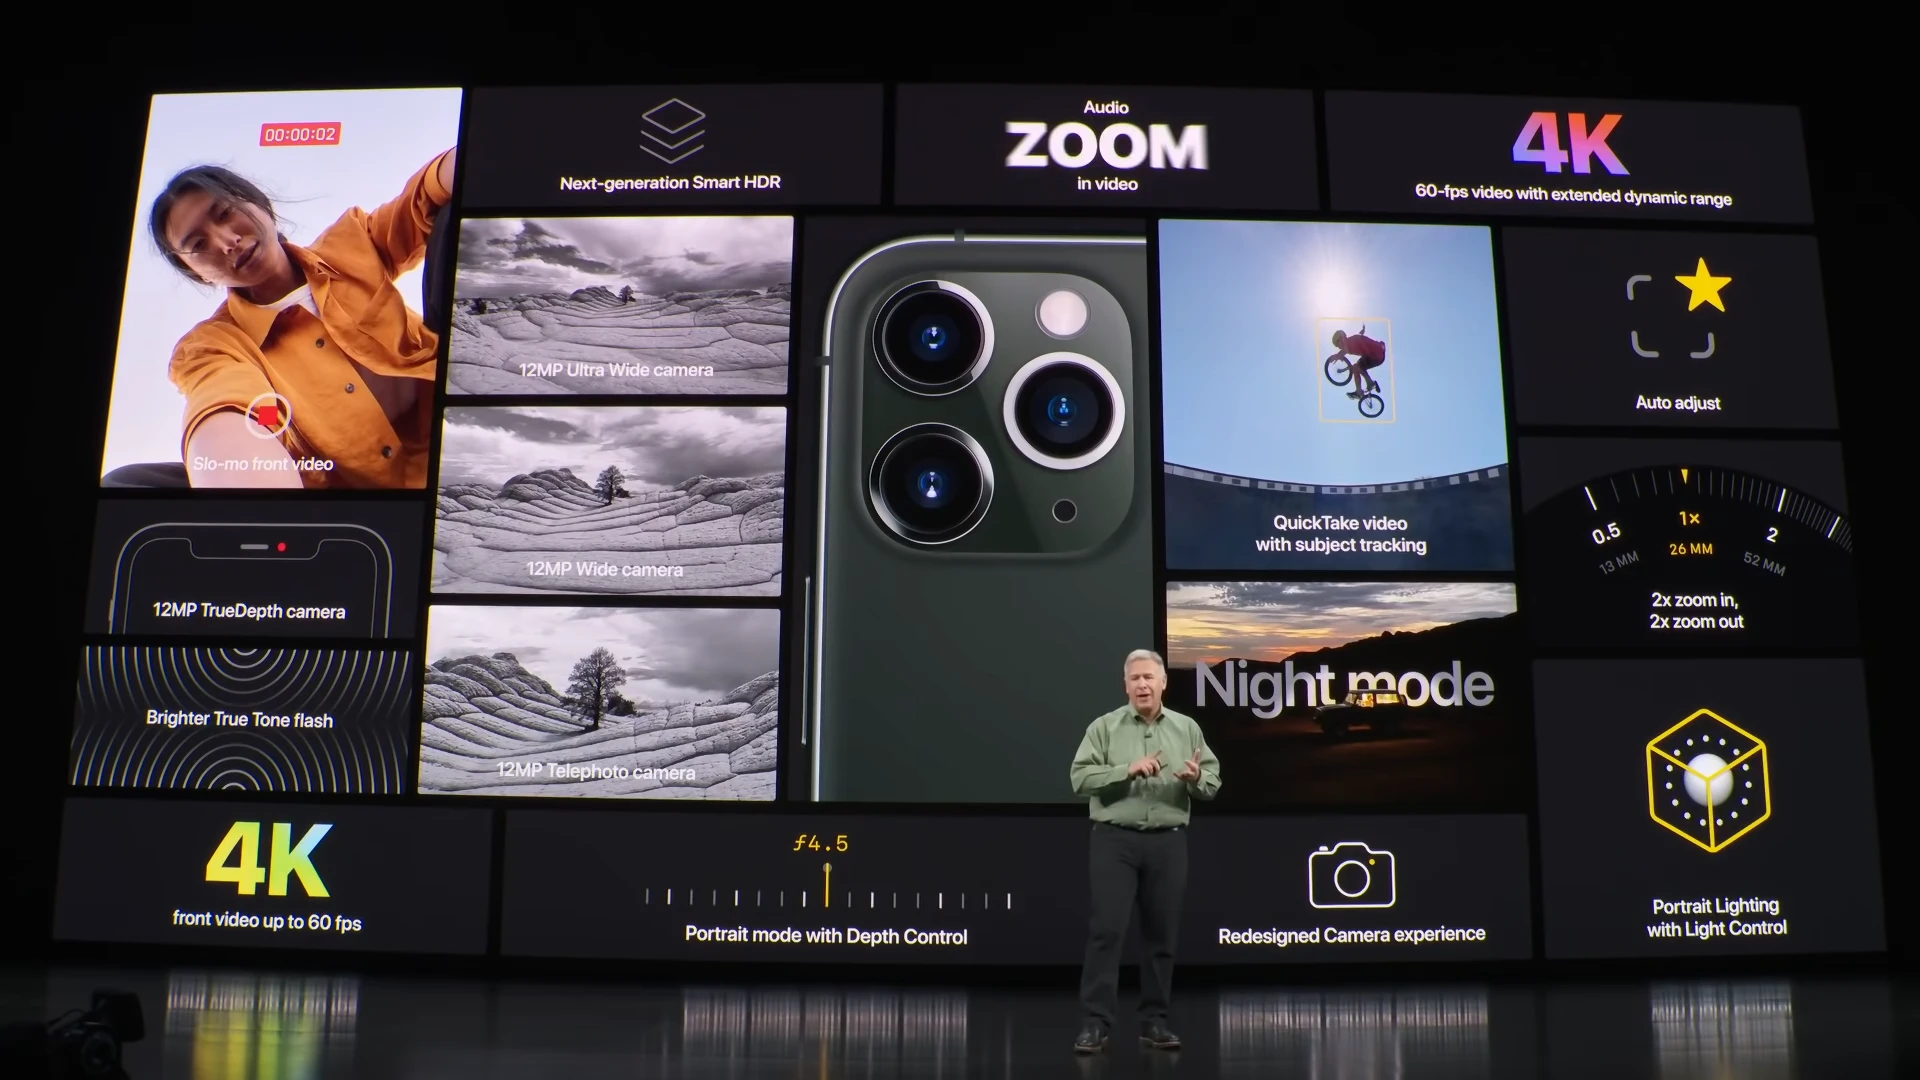 00:00:02
Slo-mo front video
Next-generation Smart HDR
Audio
ZOOM
in video
4K
60-fps video with extended dynamic range
12MP Ultra Wide camera
12MP Wide camera
12MP Telephoto camera
QuickTake video
with subject tracking
Auto adjust
0.5 1× 2
13 MM 26 MM 52 MM
2x zoom in,
2x zoom out
12MP TrueDepth camera
Brighter True Tone flash
Night mode
4K
front video up to 60 fps
ƒ4.5
Portrait mode with Depth Control
Redesigned Camera experience
Portrait Lighting
with Light Control